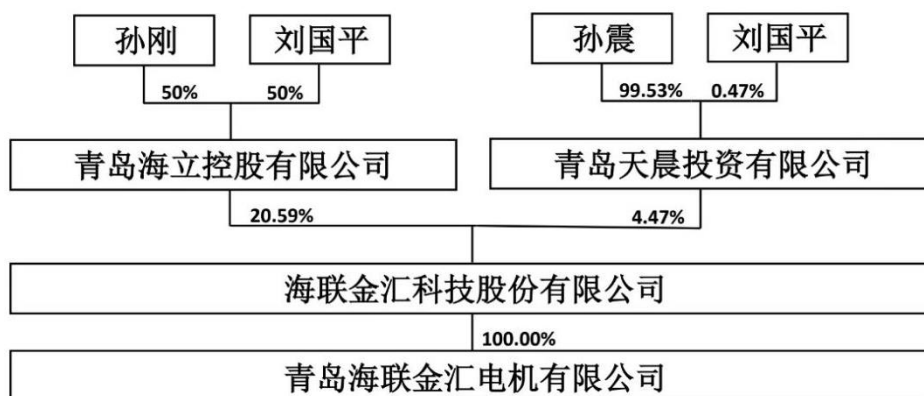 孙刚 刘国平 孙震 刘国平
50% 50% 99.53% 0.47%
青岛海立控股有限公司 青岛天晨投资有限公司
20.59% 4.47%
海联金汇科技股份有限公司
100.00%
青岛海联金汇电机有限公司